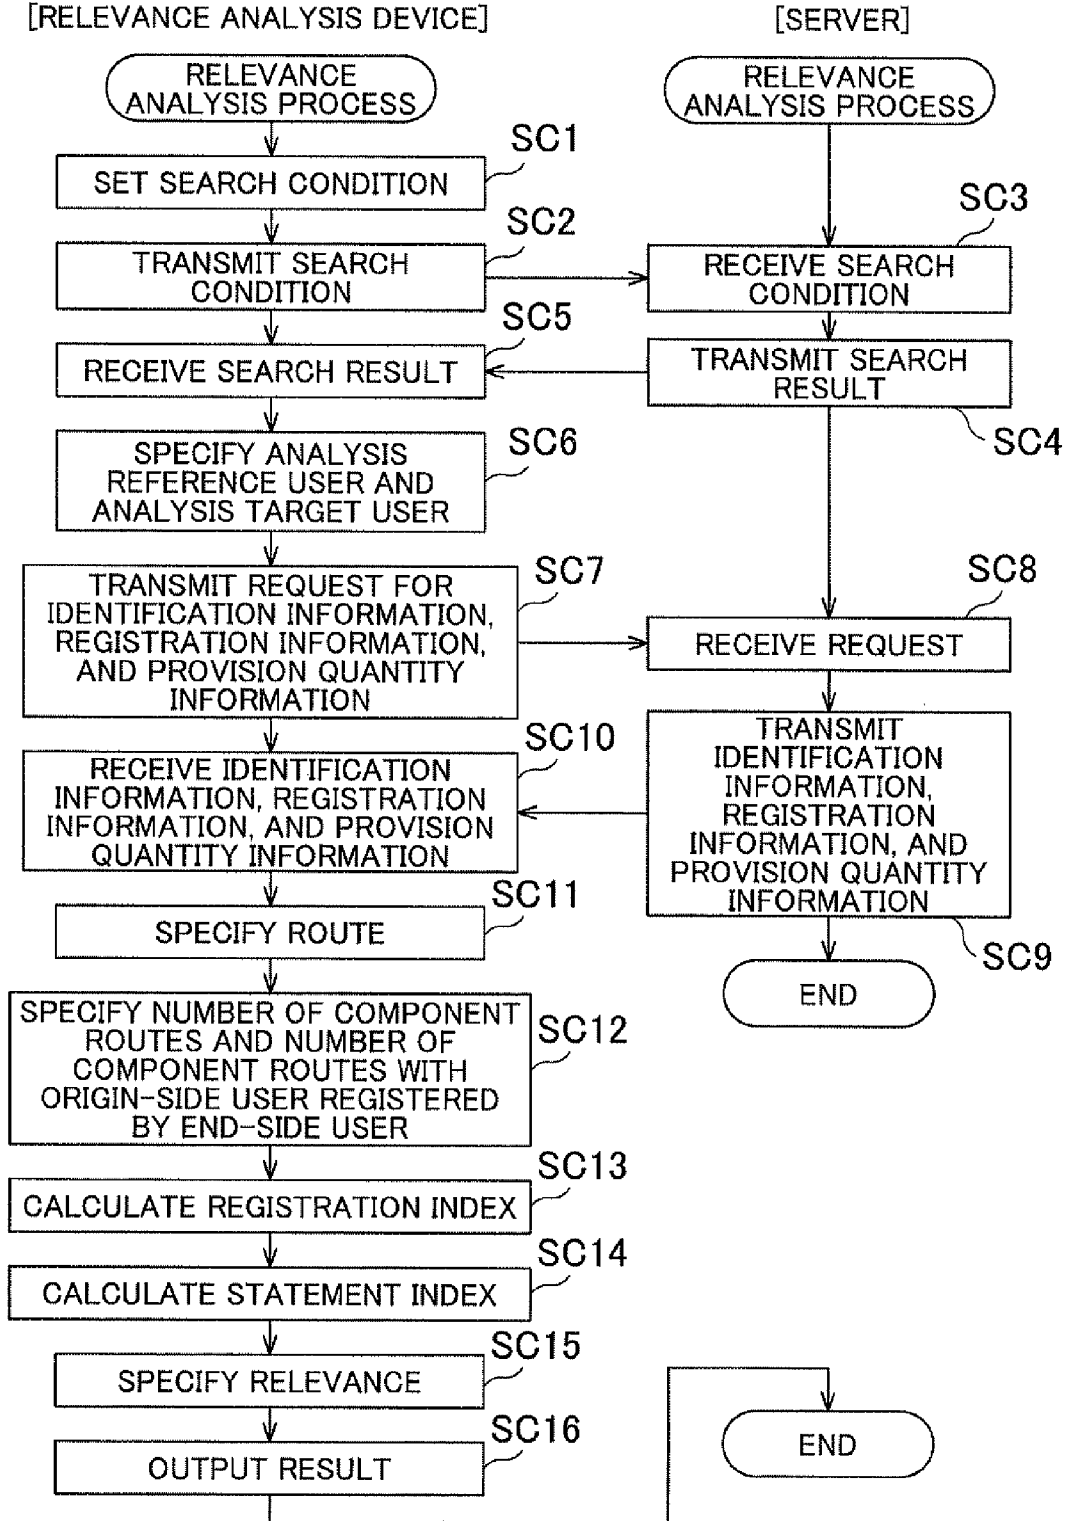 [RELEVANCE ANALYSIS DEVICE]
[SERVER]
RELEVANCE
ANALYSIS PROCESS
RELEVANCE
ANALYSIS PROCESS
SC1
SET SEARCH CONDITION
SC2
TRANSMIT SEARCH
CONDITION
SC3
RECEIVE SEARCH
CONDITION
SC5
RECEIVE SEARCH RESULT
TRANSMIT SEARCH
RESULT
SC4
SC6
SPECIFY ANALYSIS
REFERENCE USER AND
ANALYSIS TARGET USER
SC7
TRANSMIT REQUEST FOR
IDENTIFICATION INFORMATION,
REGISTRATION INFORMATION,
AND PROVISION QUANTITY
INFORMATION
SC8
RECEIVE REQUEST
SC10
RECEIVE IDENTIFICATION
INFORMATION, REGISTRATION
INFORMATION, AND PROVISION
QUANTITY INFORMATION
TRANSMIT
IDENTIFICATION
INFORMATION,
REGISTRATION
INFORMATION, AND
PROVISION QUANTITY
INFORMATION
SC9
SC11
SPECIFY ROUTE
END
SC12
SPECIFY NUMBER OF COMPONENT
ROUTES AND NUMBER OF
COMPONENT ROUTES WITH
ORIGIN-SIDE USER REGISTERED
BY END-SIDE USER
SC13
CALCULATE REGISTRATION INDEX
SC14
CALCULATE STATEMENT INDEX
SC15
SPECIFY RELEVANCE
SC16
OUTPUT RESULT
END